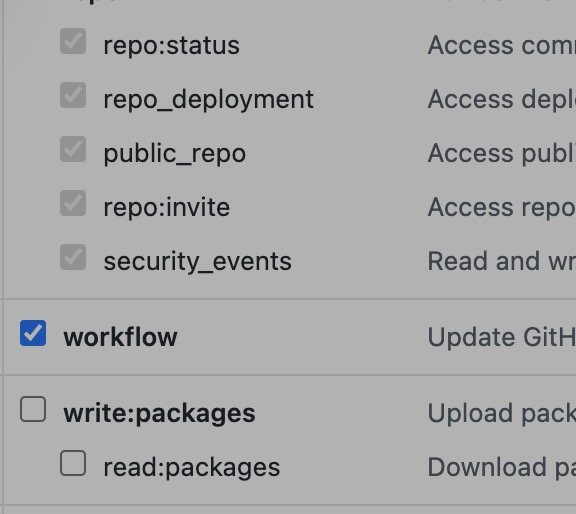 repo:status Access com
repo_deployment Access depl
public_repo Access publ
repo:invite Access repo
security_events Read and wr
workflow Update GitH
write:packages Upload pack
read:packages Download pa